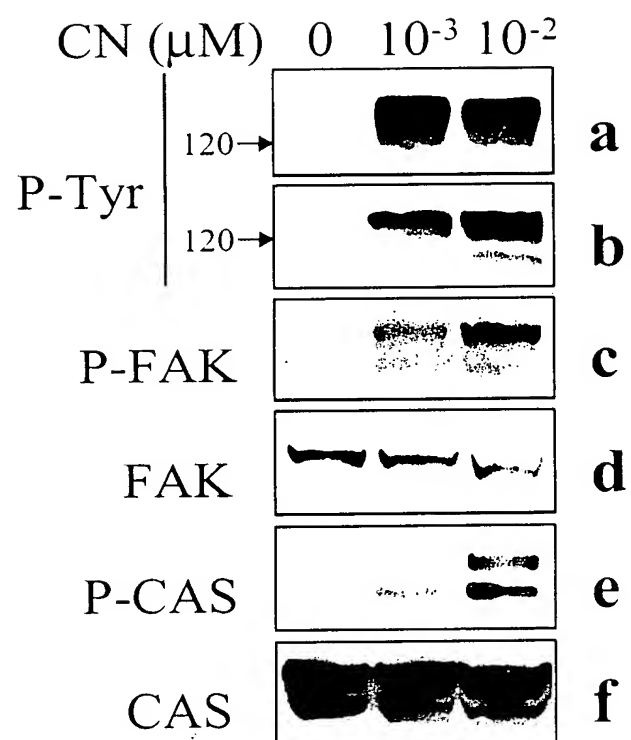 CN (μM) 0 10⁻³ 10⁻²
120→ a
P-Tyr
120→ b
P-FAK c
FAK d
P-CAS e
CAS f